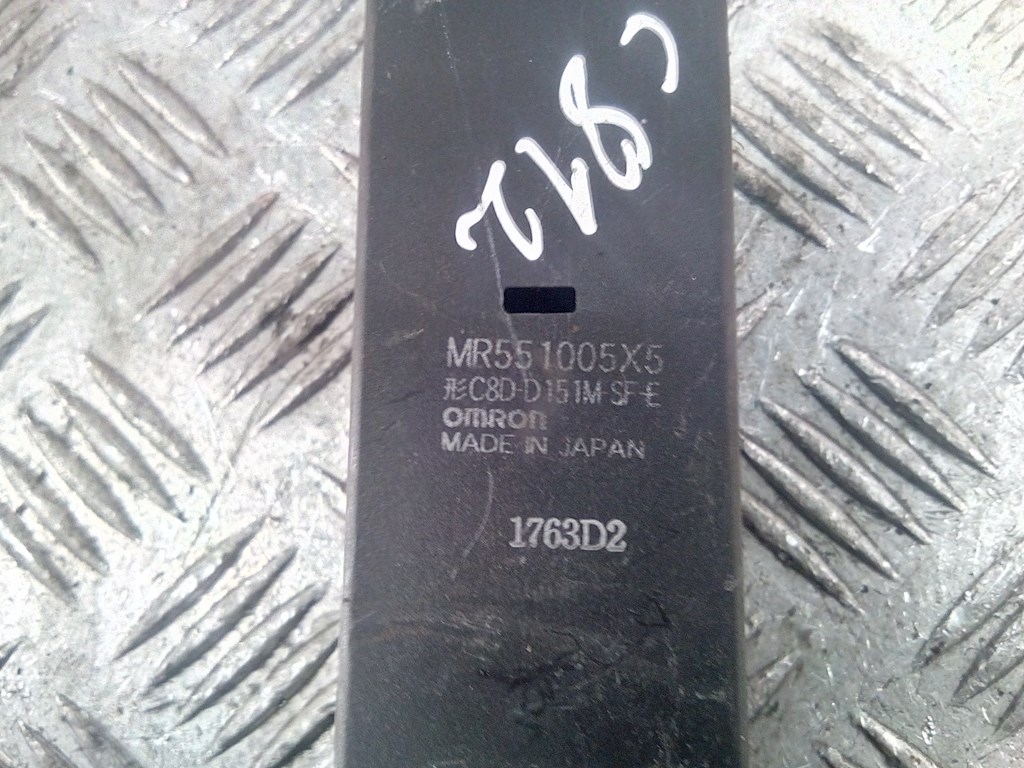 MR551005X5
形C8D-D151M-SF-E
omron
MADE IN JAPAN
1763D2